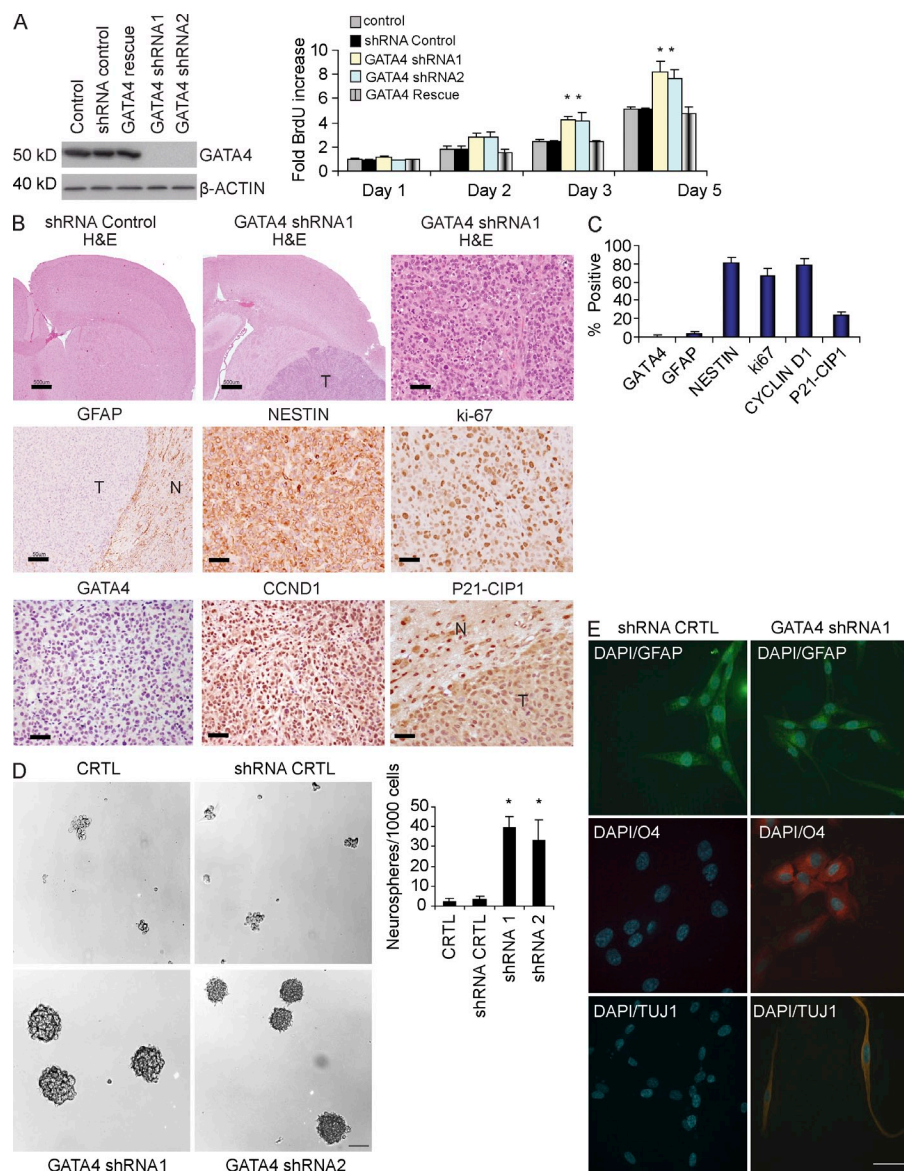 A
Control
shRNA control
GATA4 rescue
GATA4 shRNA1
GATA4 shRNA2
50 kD
GATA4
40 kD
β-ACTIN
control
shRNA Control
GATA4 shRNA1
GATA4 shRNA2
GATA4 Rescue
Fold BrdU increase
10
8
6
4
2
0
* *
* *
Day 1
Day 2
Day 3
Day 5
B
shRNA Control
H&E
GATA4 shRNA1
H&E
GATA4 shRNA1
H&E
500um
500um
T
GFAP
NESTIN
ki-67
T
N
50um
GATA4
CCND1
P21-CIP1
N
T
C
% Positive
100
80
60
40
20
0
GATA4
GFAP
NESTIN
ki67
CYCLIN D1
P21-CIP1
D
CRTL
shRNA CRTL
GATA4 shRNA1
GATA4 shRNA2
Neurospheres/1000 cells
50
40
30
20
10
0
*
*
CRTL
shRNA CRTL
shRNA 1
shRNA 2
E
shRNA CRTL
GATA4 shRNA1
DAPI/GFAP
DAPI/GFAP
DAPI/O4
DAPI/O4
DAPI/TUJ1
DAPI/TUJ1